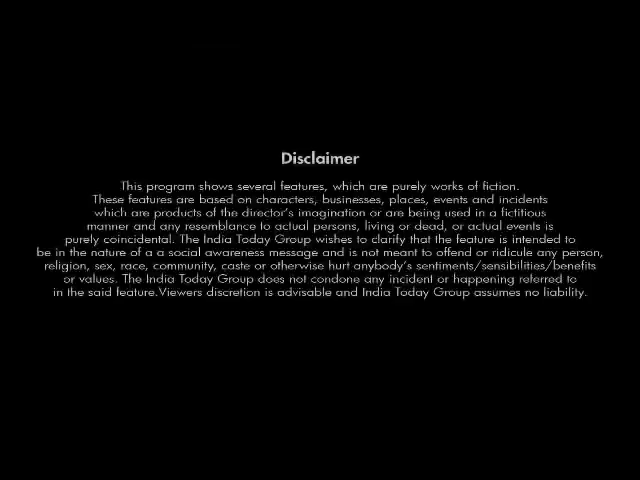 Disclaimer
This program shows several features, which are purely works of fiction.
These features are based on characters, businesses, places, events and incidents
which are products of the director's imagination or are being used in a fictitious
manner and any resemblance to actual persons, living or dead, or actual events is
purely coincidental. The India Today Group wishes to clarify that the feature is intended to
be in the nature of a a social awareness message and is not meant to offend or ridicule any person,
religion, sex, race, community, caste or otherwise hurt anybody's sentiments/sensibilities/benefits
or values. The India Today Group does not condone any incident or happening referred to
in the said feature.Viewers discretion is advisable and India Today Group assumes no liability.